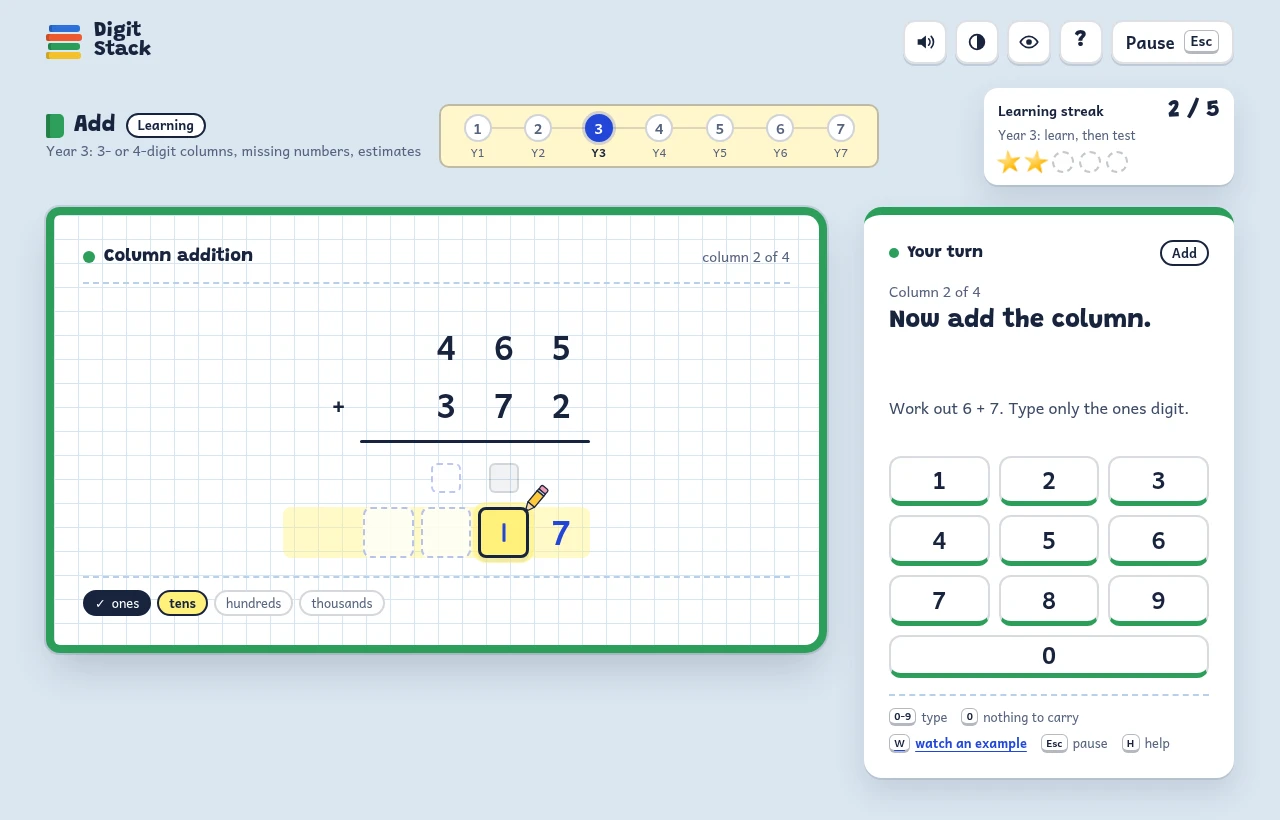 Digit
Stack
?
Pause Esc
Add Learning
Year 3: 3- or 4-digit columns, missing numbers, estimates
1 2 3 4 5 6 7
Y1 Y2 Y3 Y4 Y5 Y6 Y7
Learning streak 2 / 5
Year 3: learn, then test
Column addition column 2 of 4
4 6 5
+ 3 7 2
7
✓ ones tens hundreds thousands
Your turn Add
Column 2 of 4
Now add the column.
Work out 6 + 7. Type only the ones digit.
1 2 3
4 5 6
7 8 9
0
0-9 type 0 nothing to carry
W watch an example Esc pause H help